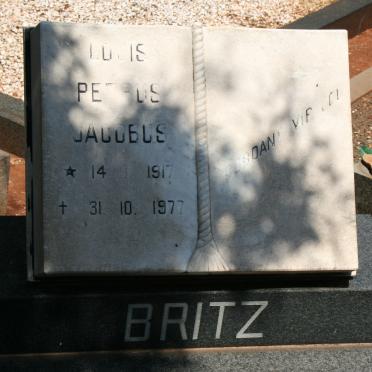 LOUIS
PETRUS
JACOBUS
★ 14 1917
† 31. 10. 1977
BRITZ